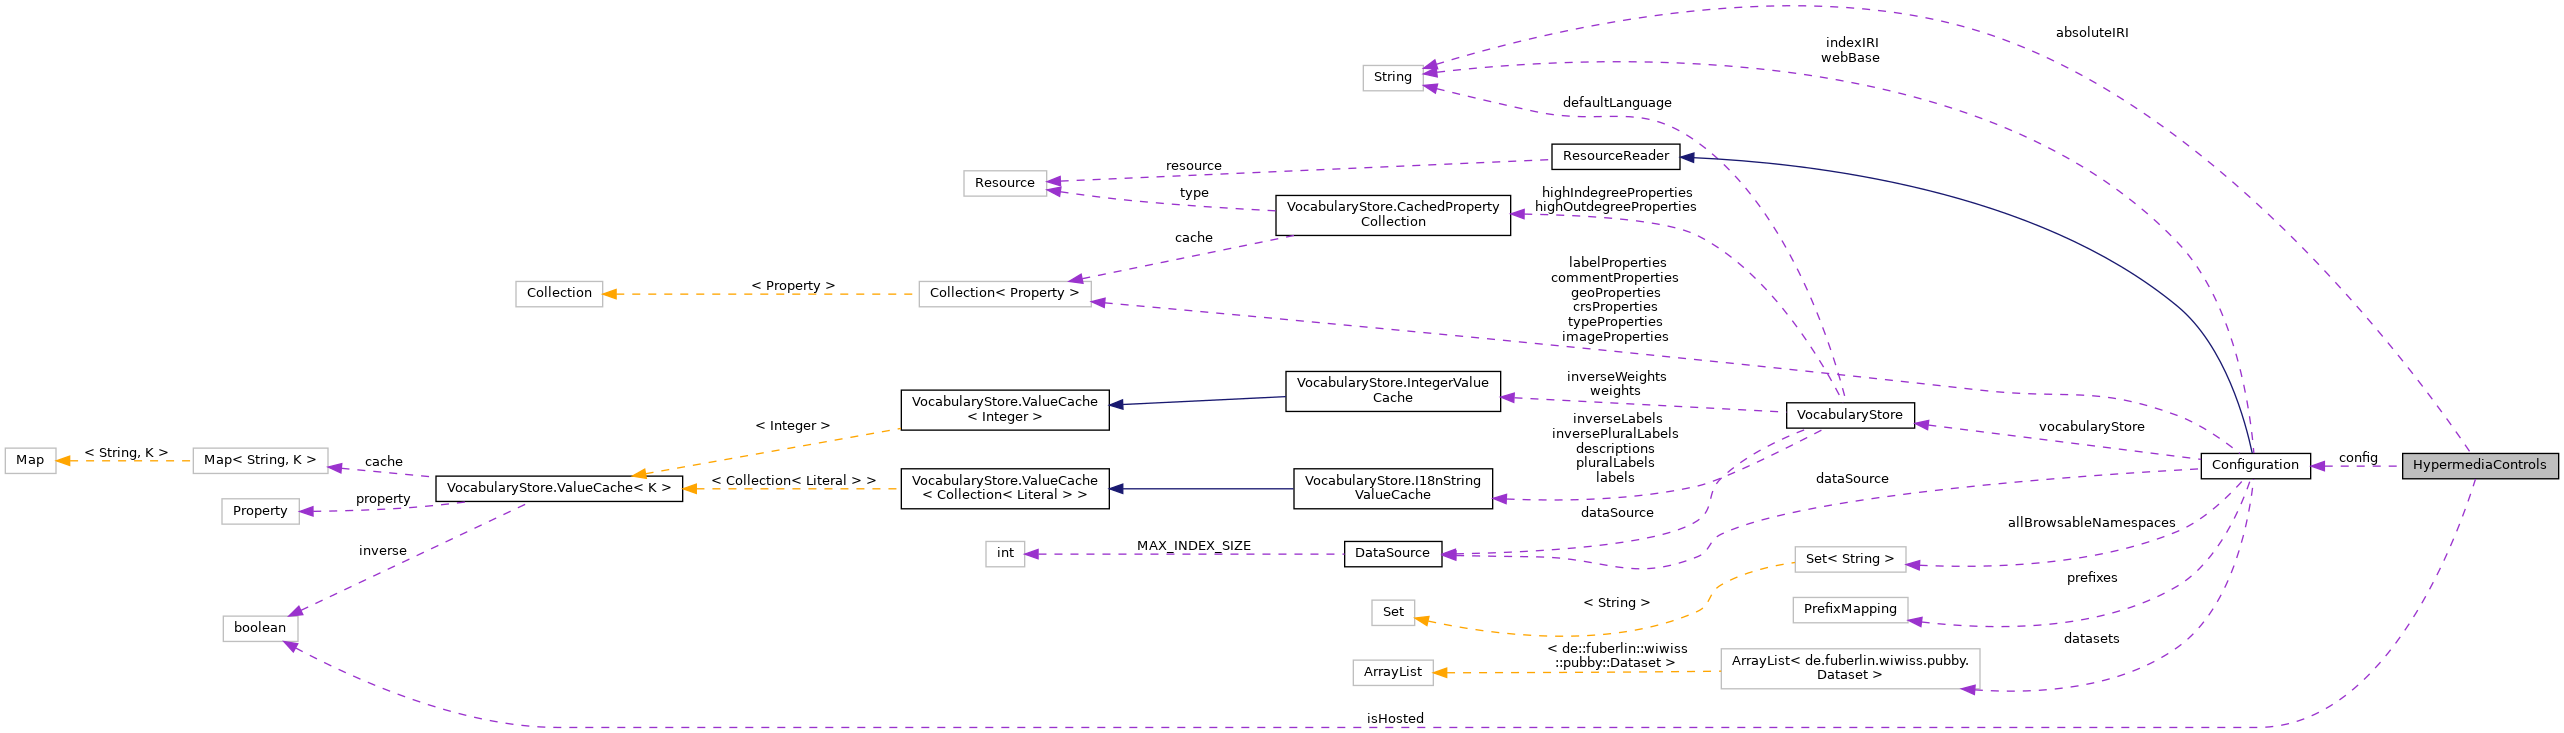 absoluteIRI
indexIRI
webBase
String
defaultLanguage
ResourceReader
resource
Resource
type
highIndegreeProperties
highOutdegreeProperties
VocabularyStore.CachedProperty
Collection
cache
labelProperties
commentProperties
geoProperties
crsProperties
typeProperties
imageProperties
< Property >
Collection
Collection< Property >
inverseWeights
weights
VocabularyStore.IntegerValue
Cache
VocabularyStore.ValueCache
< Integer >
VocabularyStore
inverseLabels
inversePluralLabels
descriptions
pluralLabels
labels
< Integer >
vocabularyStore
Map
< String, K >
Map< String, K >
cache
config
Configuration
HypermediaControls
VocabularyStore.ValueCache< K >
< Collection< Literal > >
VocabularyStore.ValueCache
< Collection< Literal > >
VocabularyStore.I18nString
ValueCache
dataSource
property
Property
dataSource
allBrowsableNamespaces
inverse
int
MAX_INDEX_SIZE
DataSource
Set< String >
prefixes
Set
< String >
PrefixMapping
boolean
datasets
< de::fuberlin::wiwiss
::pubby::Dataset >
ArrayList
ArrayList< de.fuberlin.wiwiss.pubby.
Dataset >
isHosted